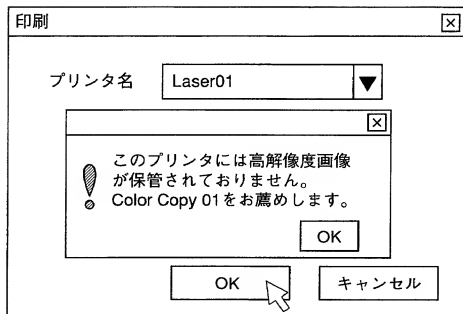 印刷
プリンタ名 Laser01
このプリンタには高解像度画像
が保管されておりません。
Color Copy 01をお薦めします。
OK
OK キャンセル